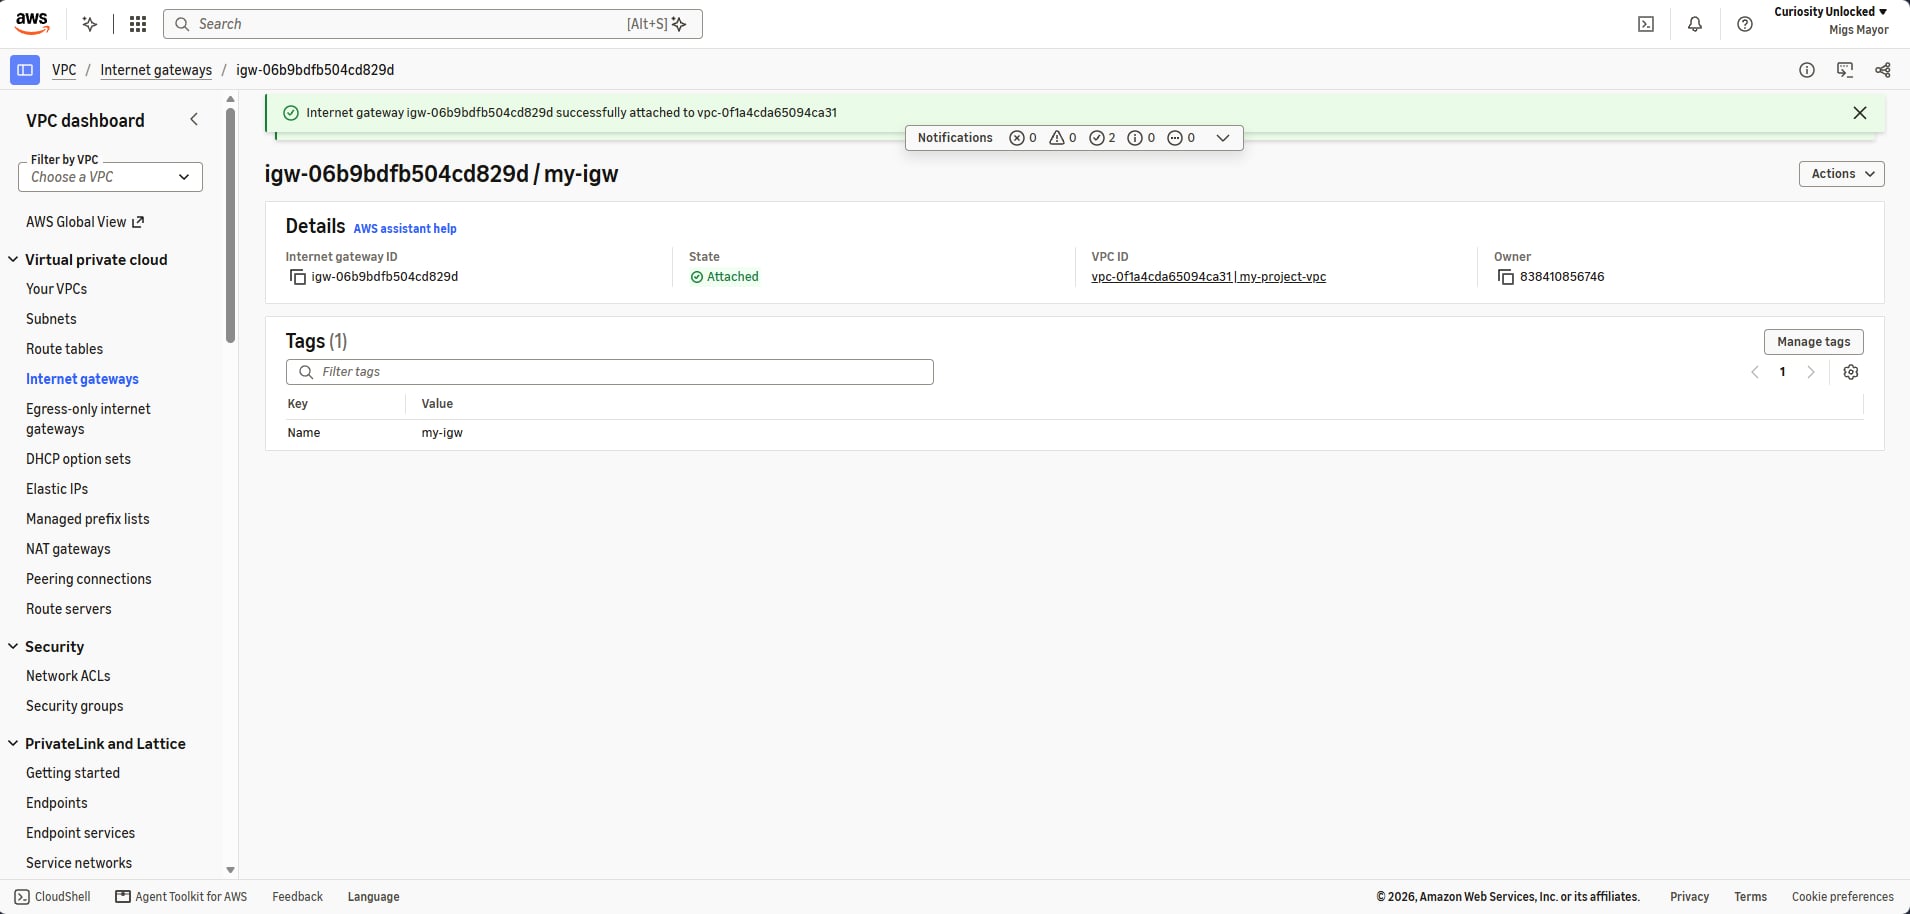 aws
Search [Alt+S]
Curiosity Unlocked
Migs Mayor
VPC / Internet gateways / igw-06b9bdfb504cd829d
VPC dashboard
Filter by VPC
Choose a VPC
AWS Global View
Virtual private cloud
Your VPCs
Subnets
Route tables
Internet gateways
Egress-only internet
gateways
DHCP option sets
Elastic IPs
Managed prefix lists
NAT gateways
Peering connections
Route servers
Security
Network ACLs
Security groups
PrivateLink and Lattice
Getting started
Endpoints
Endpoint services
Service networks
Internet gateway igw-06b9bdfb504cd829d successfully attached to vpc-0f1a4cda65094ca31
Notifications 0 0 2 0 0
igw-06b9bdfb504cd829d / my-igw
Actions
Details AWS assistant help
Internet gateway ID
igw-06b9bdfb504cd829d
State
Attached
VPC ID
vpc-0f1a4cda65094ca31 | my-project-vpc
Owner
838410856746
Tags (1)
Manage tags
Filter tags
1
Key Value
Name my-igw
CloudShell Agent Toolkit for AWS Feedback Language
© 2026, Amazon Web Services, Inc. or its affiliates. Privacy Terms Cookie preferences